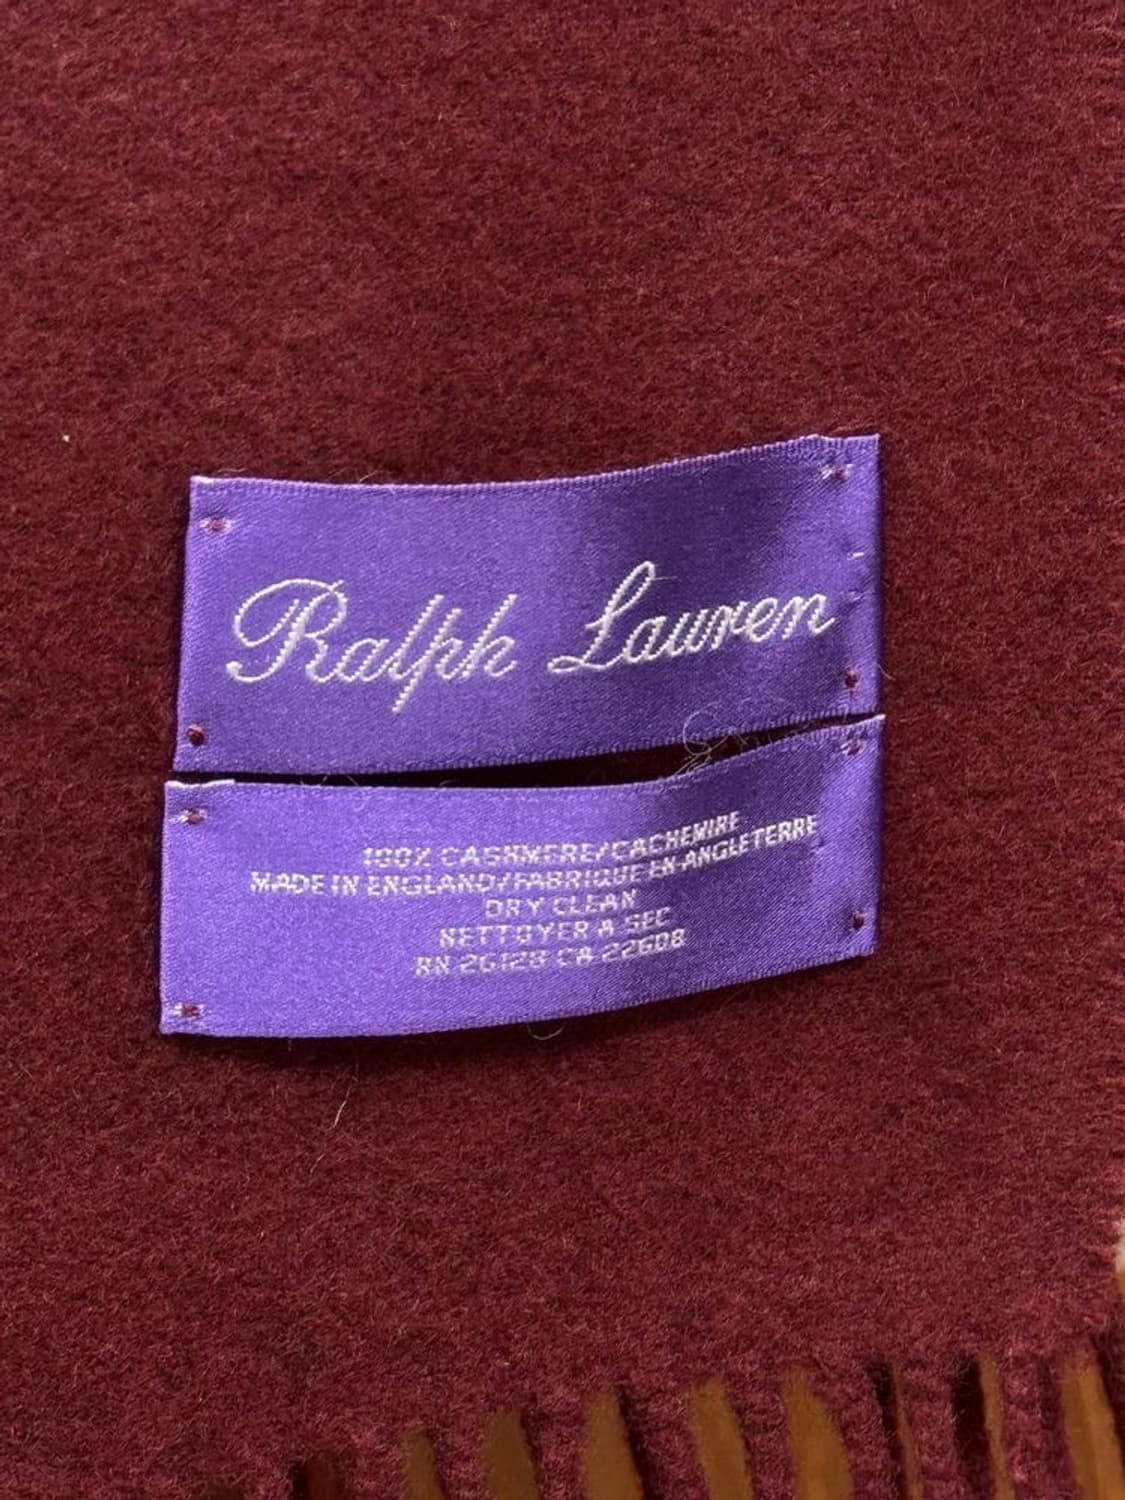 Ralph Lauren
100% CASHMERE/CACHEMIRE
MADE IN ENGLAND/FABRIQUE EN ANGLETERRE
DRY CLEAN
NETTOYER A SEC
RN 26128 CA 22608